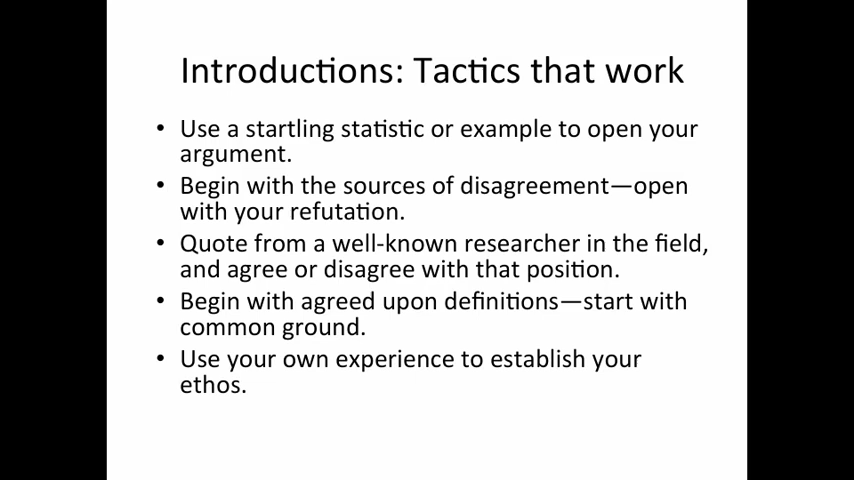 Introductions: Tactics that work
• Use a startling statistic or example to open your
argument.
• Begin with the sources of disagreement—open
with your refutation.
• Quote from a well-known researcher in the field,
and agree or disagree with that position.
• Begin with agreed upon definitions—start with
common ground.
• Use your own experience to establish your
ethos.